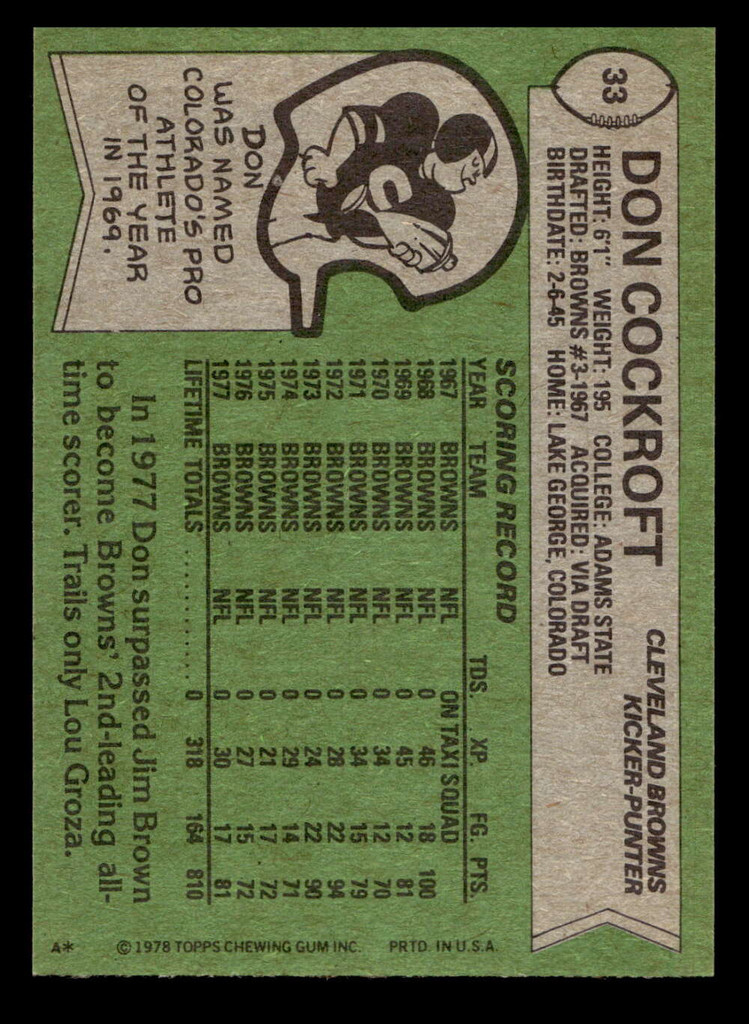 33
DON COCKROFT
CLEVELAND BROWNS
KICKER-PUNTER
HEIGHT: 6'1" WEIGHT: 195 COLLEGE: ADAMS STATE
DRAFTED: BROWNS #3-1967 ACQUIRED: VIA DRAFT
BIRTHDATE: 2-6-45 HOME: LAKE GEORGE, COLORADO
DON
WAS NAMED
COLORADO'S PRO
ATHLETE
OF THE YEAR
IN 1969.
SCORING RECORD
YEAR TEAM TDS. XP. FG. PTS.
1967 BROWNS NFL ON TAXI SQUAD
1968 BROWNS NFL 0 46 18 100
1969 BROWNS NFL 0 45 12 81
1970 BROWNS NFL 0 34 12 70
1971 BROWNS NFL 0 34 15 79
1972 BROWNS NFL 0 28 22 94
1973 BROWNS NFL 0 24 22 90
1974 BROWNS NFL 0 29 14 71
1975 BROWNS NFL 0 21 17 72
1976 BROWNS NFL 0 27 15 72
1977 BROWNS NFL 0 30 17 81
LIFETIME TOTALS . . . . . . . . . . . 0 318 164 810
In 1977 Don surpassed Jim Brown
to become Browns' 2nd-leading all-
time scorer. Trails only Lou Groza.
A* © 1978 TOPPS CHEWING GUM INC. PRTD. IN U.S.A.